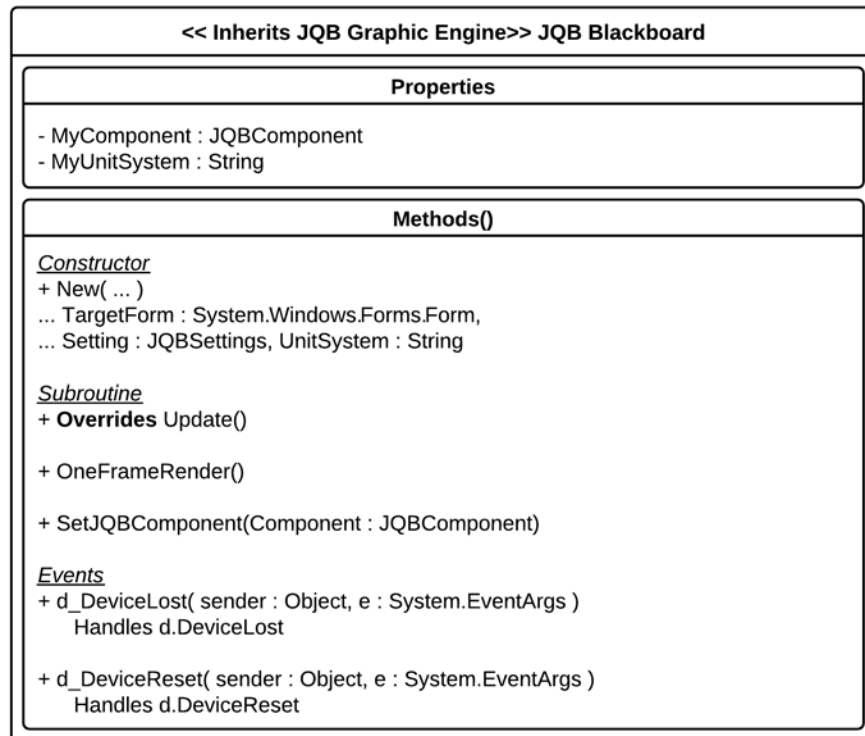 << Inherits JQB Graphic Engine>> JQB Blackboard
Properties
- MyComponent : JQBComponent
- MyUnitSystem : String
Methods()
Constructor
+ New( ... )
... TargetForm : System.Windows.Forms.Form,
... Setting : JQBSettings, UnitSystem : String
Subroutine
+ Overrides Update()
+ OneFrameRender()
+ SetJQBComponent(Component : JQBComponent)
Events
+ d_DeviceLost( sender : Object, e : System.EventArgs )
Handles d.DeviceLost
+ d_DeviceReset( sender : Object, e : System.EventArgs )
Handles d.DeviceReset